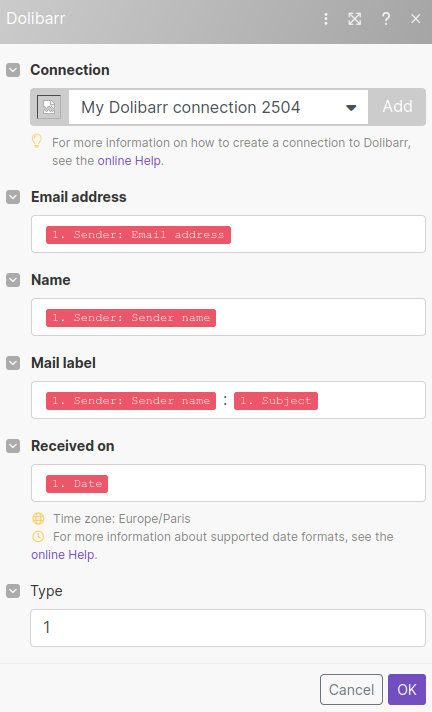 Dolibarr
Connection
My Dolibarr connection 2504
Add
For more information on how to create a connection to Dolibarr,
see the online Help.
Email address
1. Sender: Email address
Name
1. Sender: Sender name
Mail label
1. Sender: Sender name : 1. Subject
Received on
1. Date
Time zone: Europe/Paris
For more information about supported date formats, see the
online Help.
Type
1
Cancel OK